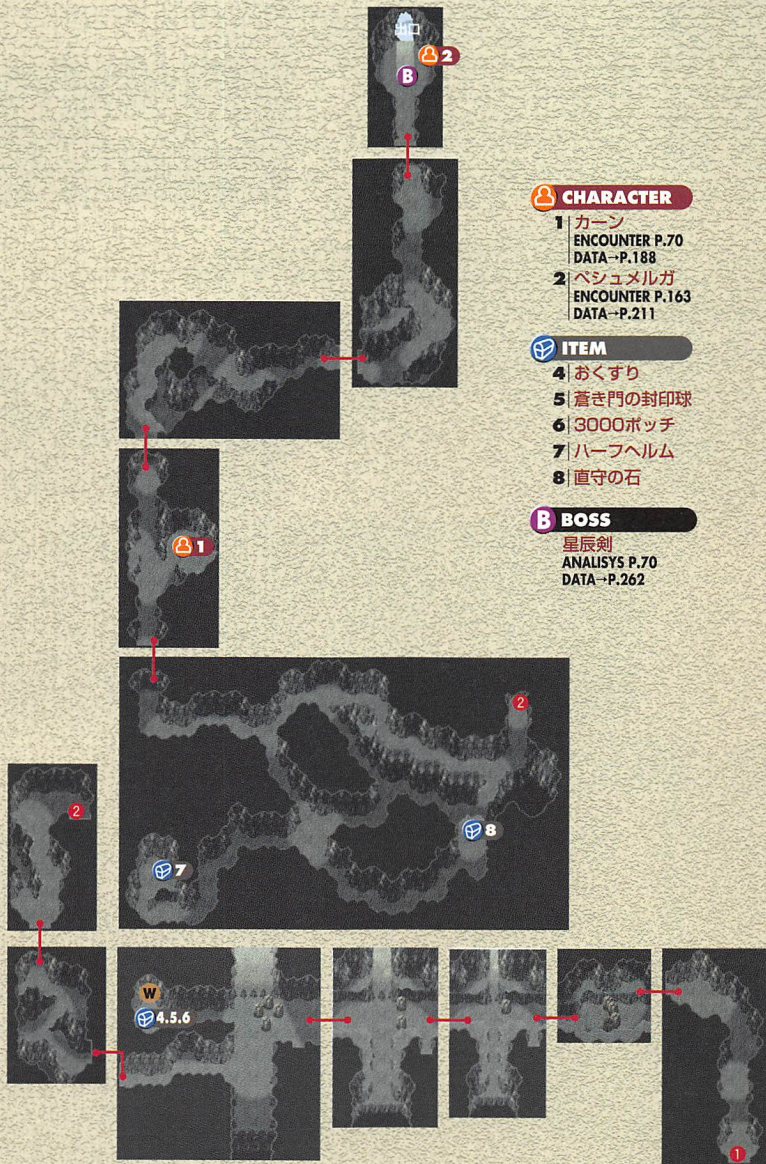 出口
2
B
CHARACTER
1 カーン
ENCOUNTER P.70
DATA→P.188
2 ペシュメルガ
ENCOUNTER P.163
DATA→P.211
ITEM
4 おくすり
5 蒼き門の封印球
6 3000ポッチ
7 ハーフヘルム
8 直守の石
B BOSS
星辰剣
ANALISYS P.70
DATA→P.262
1
2
2
8
7
W
4.5.6
1